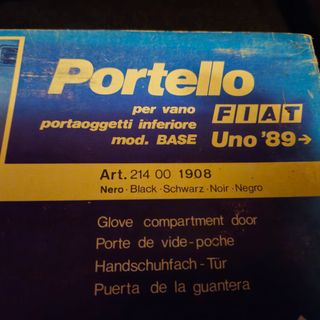 Portello
per vano FIAT
portaoggetti inferiore
mod. BASE Uno '89→
Art. 214 00 1908
Nero · Black · Schwarz · Noir · Negro
Glove compartment door
Porte de vide-poche
Handschuhfach - Tür
Puerta de la guantera